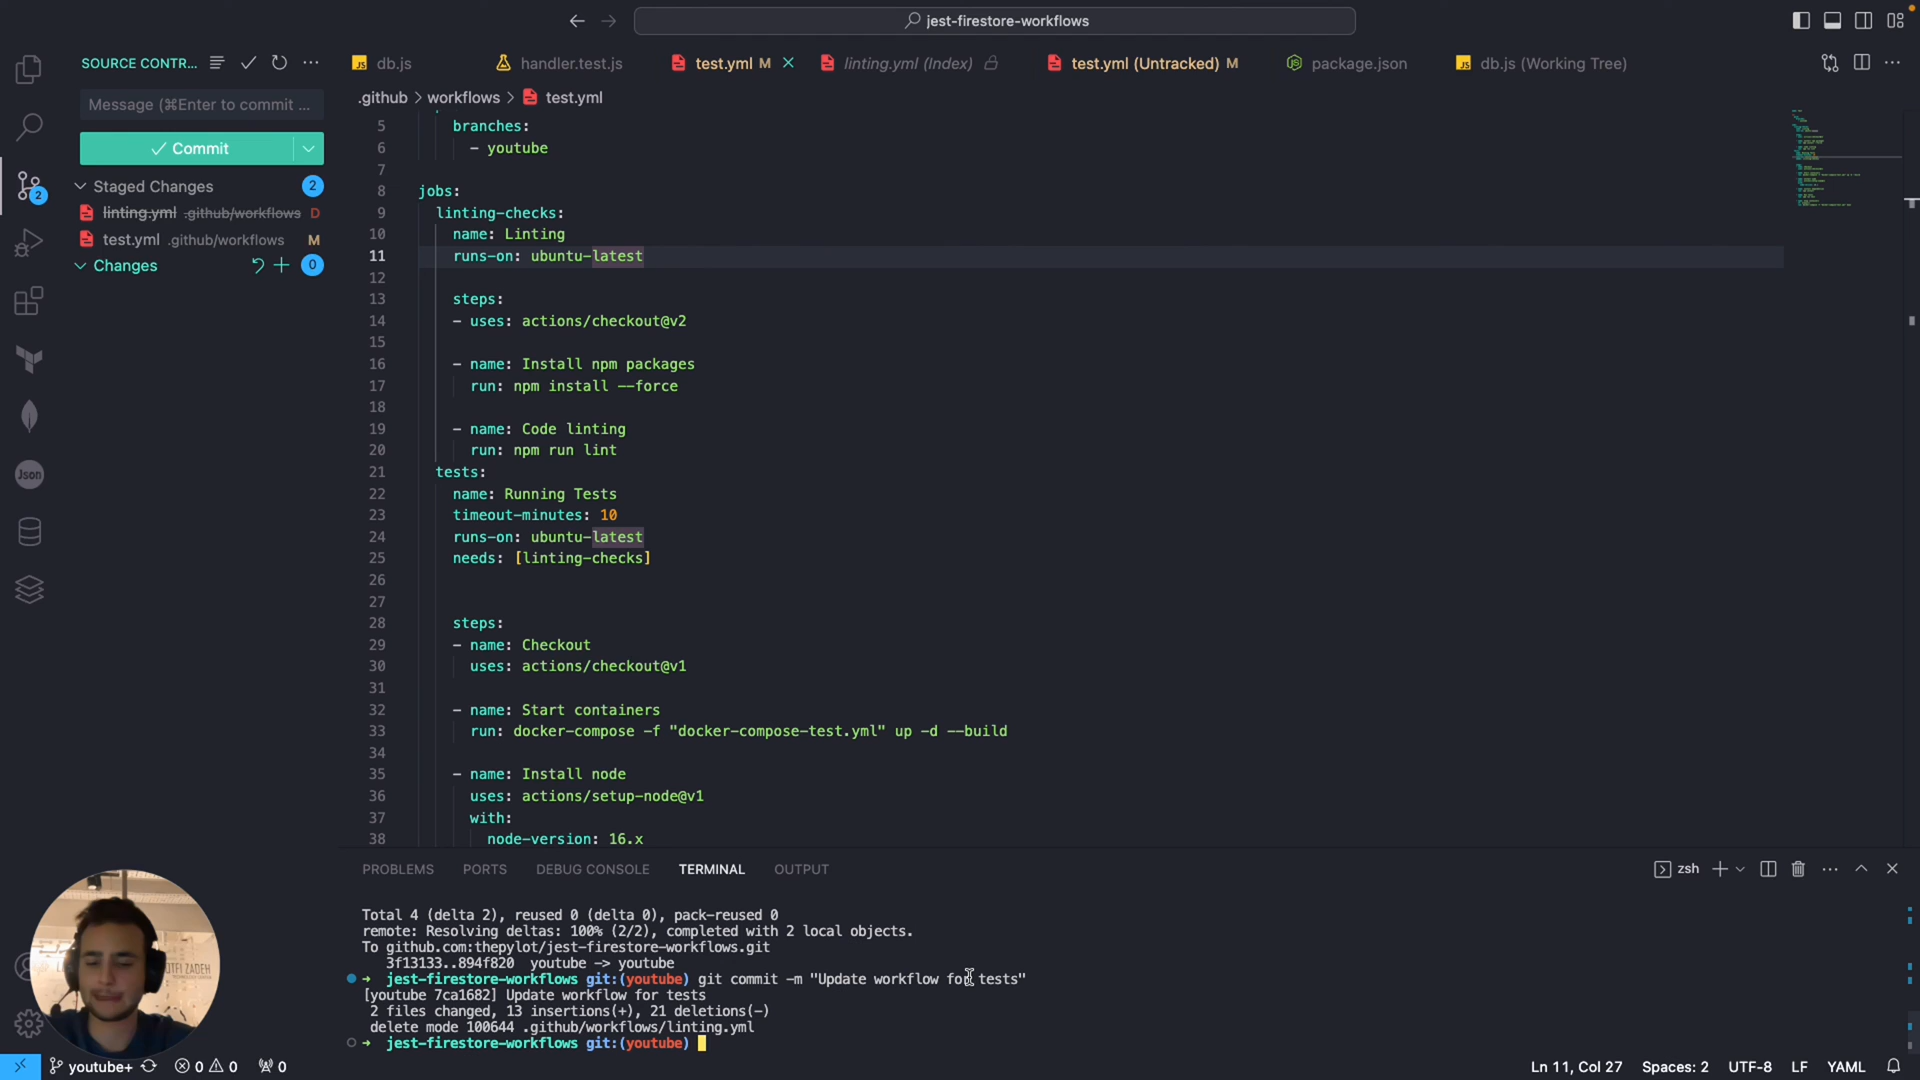 jest-firestore-workflows
SOURCE CONTR...
Message (⌘Enter to commit ...
Commit
Staged Changes
2
linting.yml .github/workflows D
test.yml .github/workflows M
Changes
0
2
Json
db.js
handler.test.js
test.yml M
linting.yml (Index)
test.yml (Untracked) M
package.json
db.js (Working Tree)
.github > workflows > test.yml
5 branches:
6 - youtube
7
8 jobs:
9 linting-checks:
10 name: Linting
11 runs-on: ubuntu-latest
12
13 steps:
14 - uses: actions/checkout@v2
15
16 - name: Install npm packages
17 run: npm install --force
18
19 - name: Code linting
20 run: npm run lint
21 tests:
22 name: Running Tests
23 timeout-minutes: 10
24 runs-on: ubuntu-latest
25 needs: [linting-checks]
26
27
28 steps:
29 - name: Checkout
30 uses: actions/checkout@v1
31
32 - name: Start containers
33 run: docker-compose -f "docker-compose-test.yml" up -d --build
34
35 - name: Install node
36 uses: actions/setup-node@v1
37 with:
38 node-version: 16.x
PROBLEMS PORTS DEBUG CONSOLE TERMINAL OUTPUT
zsh
Total 4 (delta 2), reused 0 (delta 0), pack-reused 0
remote: Resolving deltas: 100% (2/2), completed with 2 local objects.
To github.com:thepylot/jest-firestore-workflows.git
3f13133..894f820 youtube -> youtube
➜ jest-firestore-workflows git:(youtube) git commit -m "Update workflow for tests"
[youtube 7ca1682] Update workflow for tests
2 files changed, 13 insertions(+), 21 deletions(-)
delete mode 100644 .github/workflows/linting.yml
➜ jest-firestore-workflows git:(youtube)
OTFI ZADEH
youtube+ 0 0 0
Ln 11, Col 27 Spaces: 2 UTF-8 LF YAML